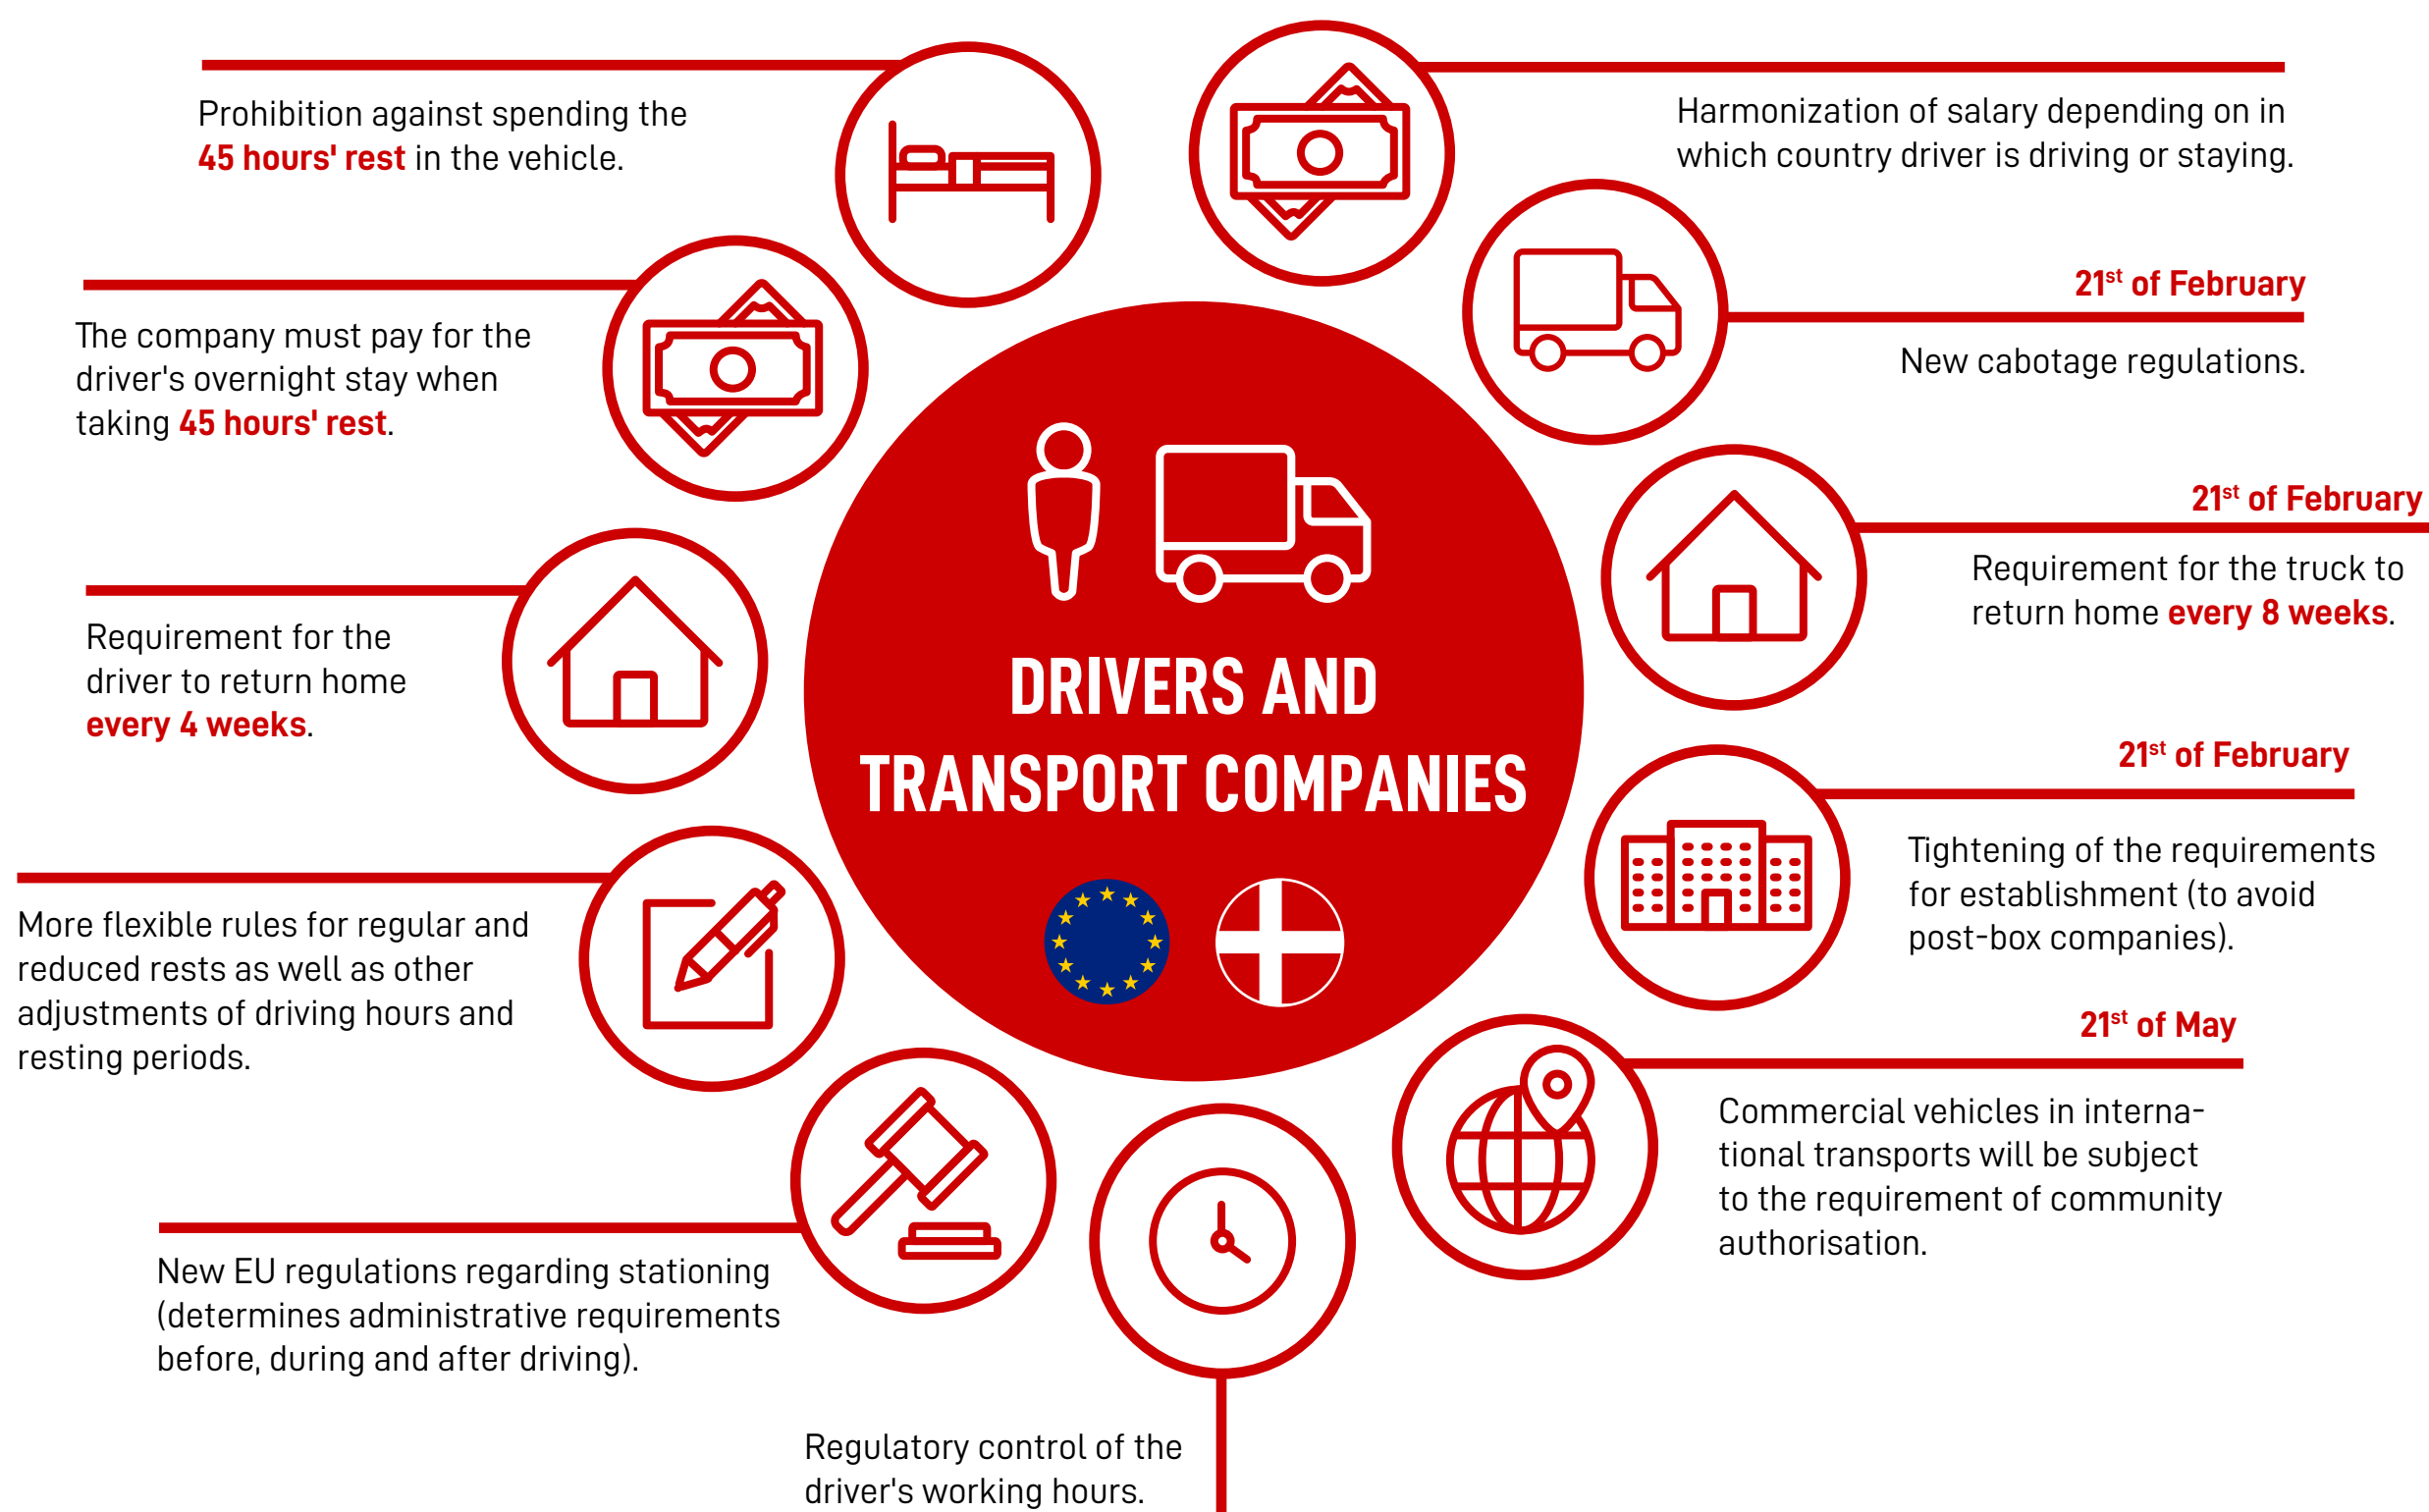 Prohibition against spending the
45 hours' rest in the vehicle.
The company must pay for the
driver's overnight stay when
taking 45 hours' rest.
Requirement for the
driver to return home
every 4 weeks.
More flexible rules for regular and
reduced rests as well as other
adjustments of driving hours and
resting periods.
New EU regulations regarding stationing
(determines administrative requirements
before, during and after driving).
DRIVERS AND
TRANSPORT COMPANIES
Harmonization of salary depending on in
which country driver is driving or staying.
21st of February
New cabotage regulations.
21st of February
Requirement for the truck to
return home every 8 weeks.
21st of February
Tightening of the requirements
for establishment (to avoid
post-box companies).
21st of May
Commercial vehicles in interna-
tional transports will be subject
to the requirement of community
authorisation.
Regulatory control of the
driver's working hours.